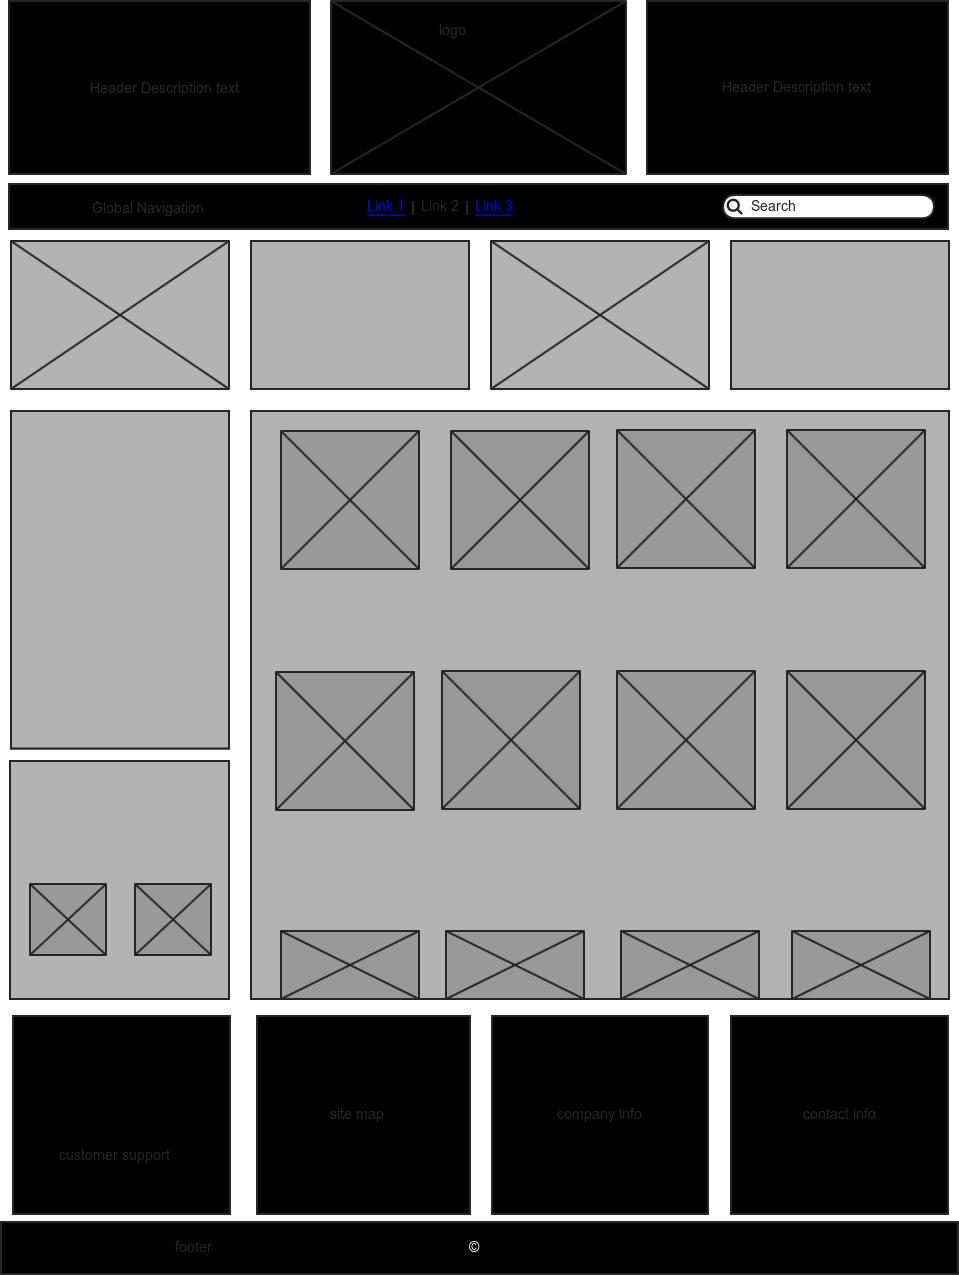 logo
Header Description text
Header Description text
Global Navigation
Link 1 | Link 2 | Link 3
Search
site map
company info
contact info
customer support
footer
©